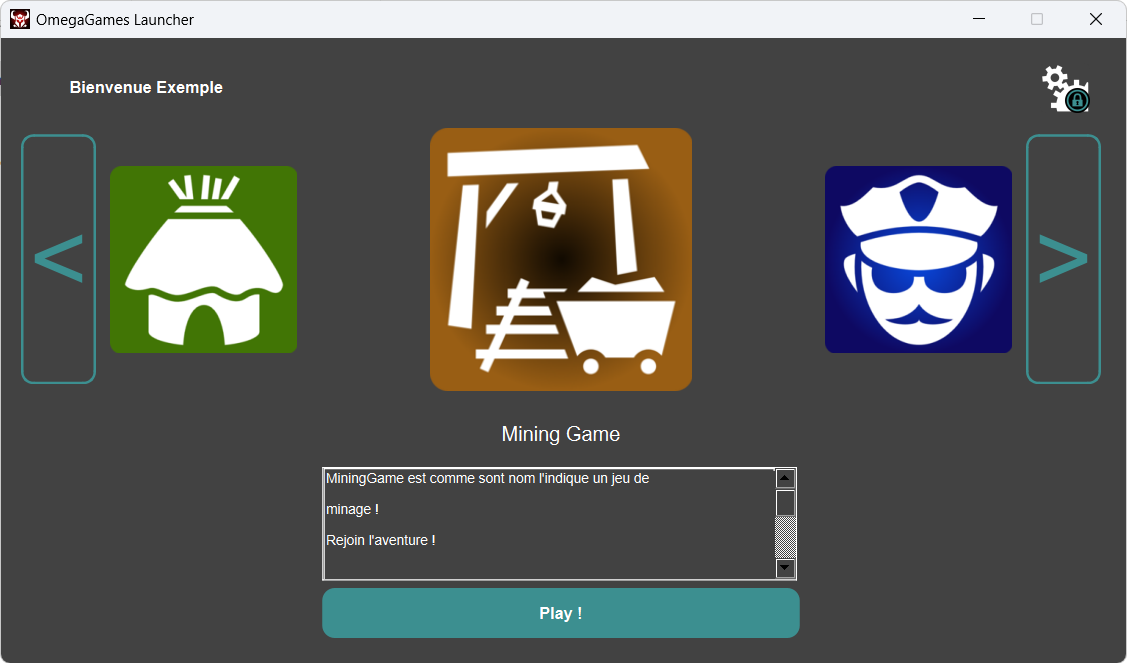 OmegaGames Launcher
Bienvenue Exemple
<
>
Mining Game
MiningGame est comme sont nom l'indique un jeu de
minage !
Rejoin l'aventure !
Play !